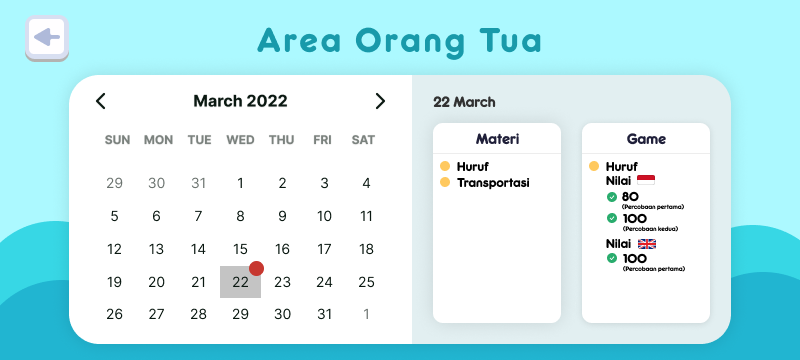 Area Orang Tua
March 2022
SUN MON TUE WED THU FRI SAT
29 30 31 1 2 3 4
5 6 7 8 9 10 11
12 13 14 15 16 17 18
19 20 21 22 23 24 25
26 27 28 29 30 31 1
22 March
Materi
Huruf
Transportasi
Game
Huruf
Nilai
80
(Percobaan pertama)
100
(Percobaan kedua)
Nilai
100
(Percobaan pertama)